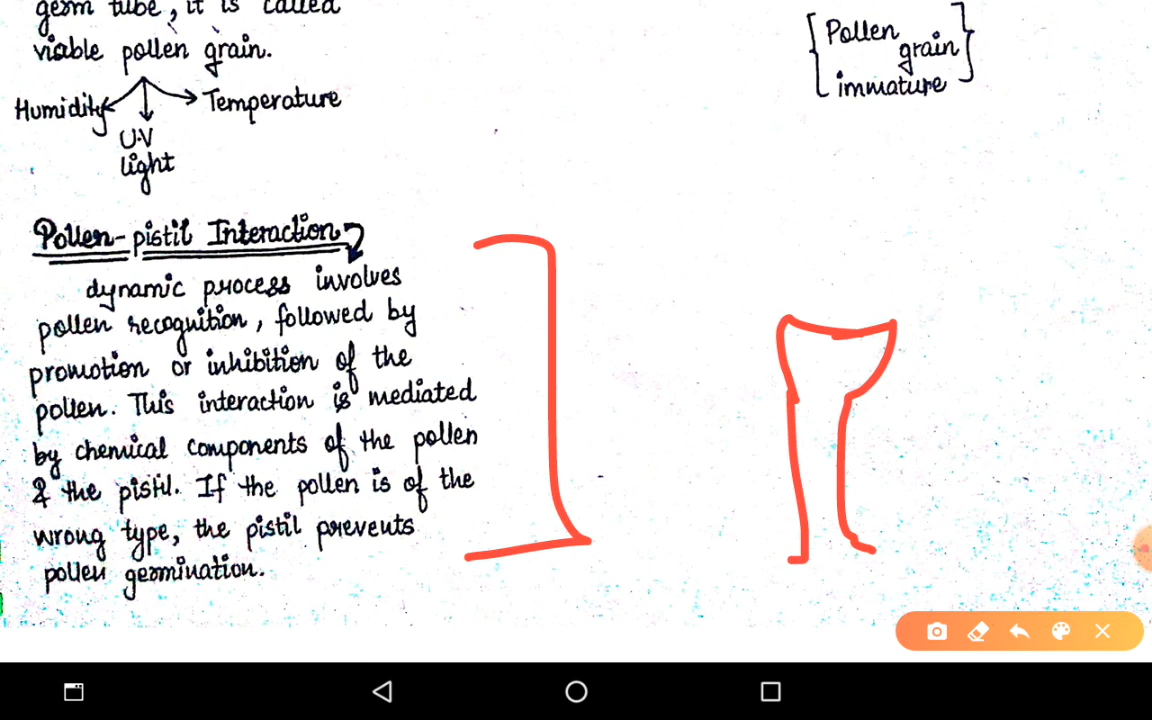 germ tube, it is called
viable pollen grain.
Humidity
U.V
light
Temperature
Pollen
grain
immature
Pollen-pistil Interaction
dynamic process involves
pollen recognition, followed by
promotion or inhibition of the
pollen. This interaction is mediated
by chemical components of the pollen
& the pistil. If the pollen is of the
wrong type, the pistil prevents
pollen germination.